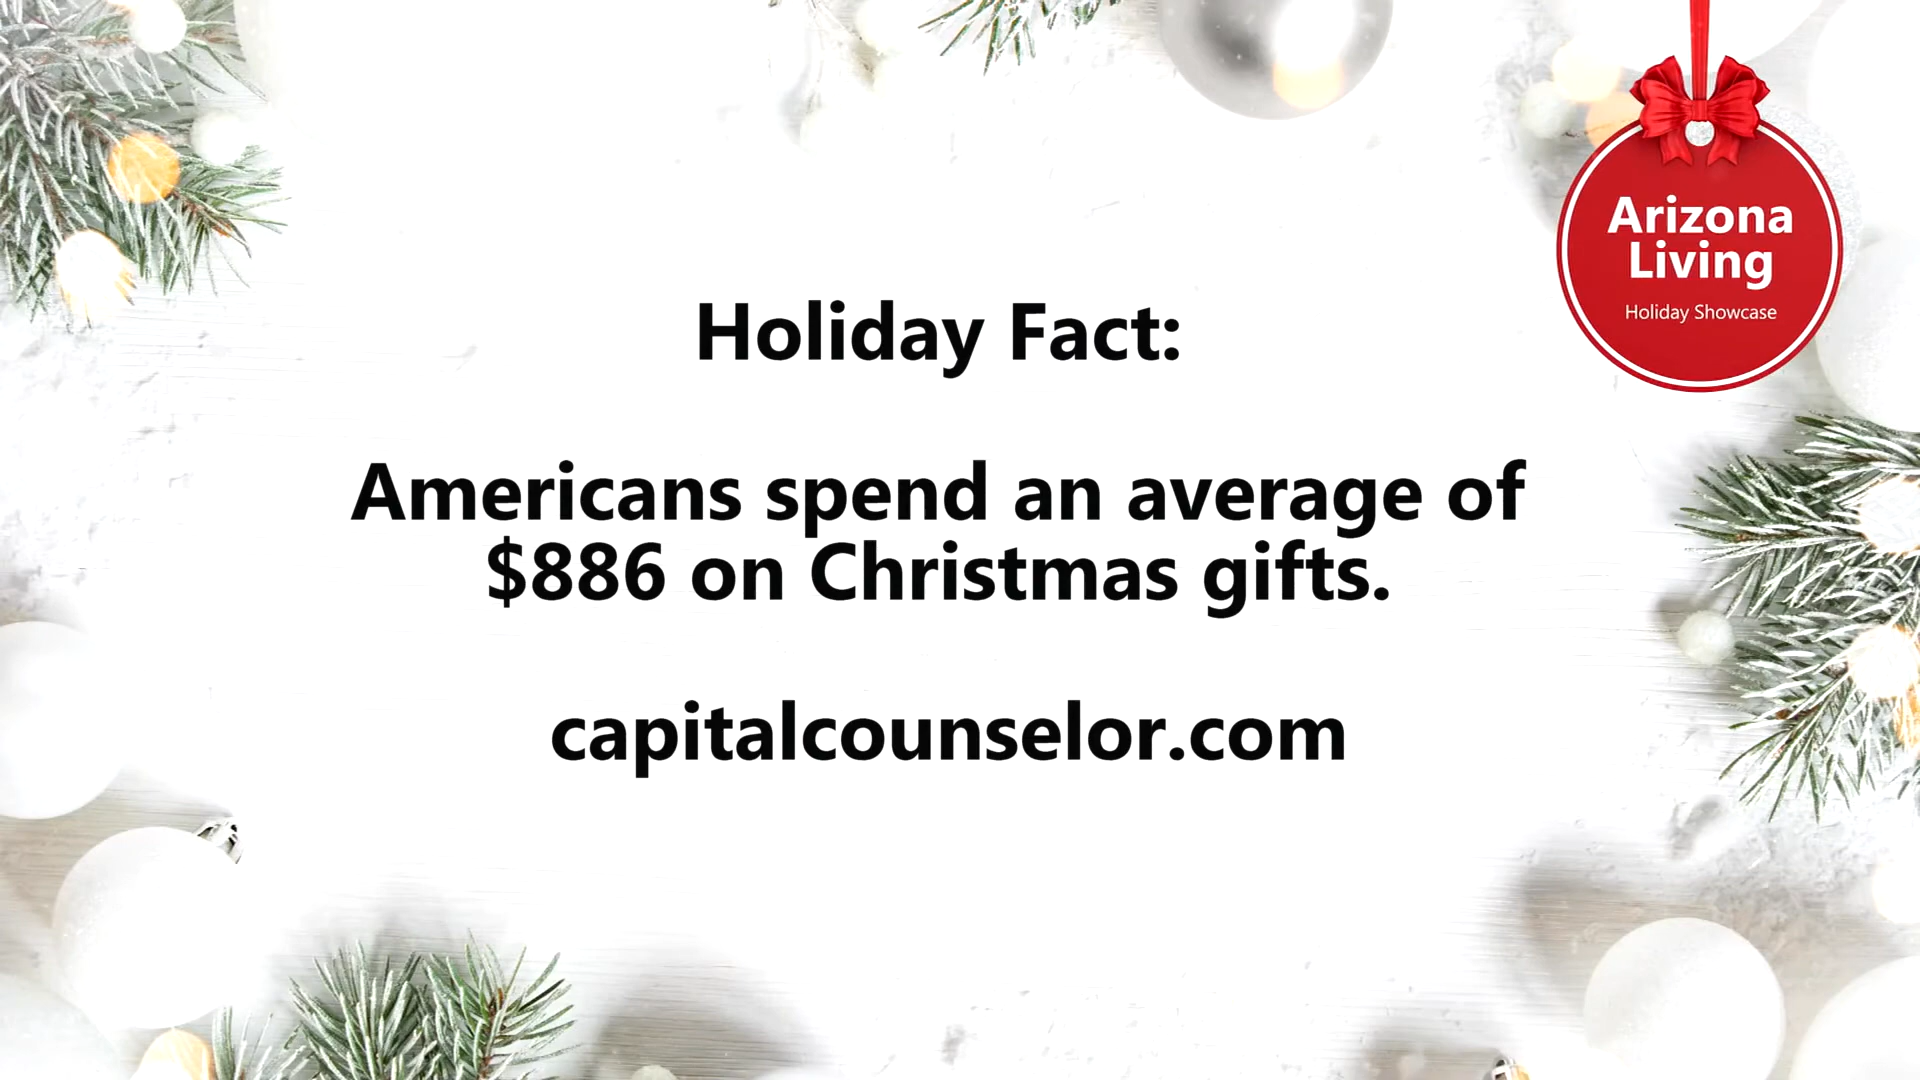 Arizona
Living
Holiday Showcase
Holiday Fact:
Americans spend an average of
$886 on Christmas gifts.
capitalcounselor.com